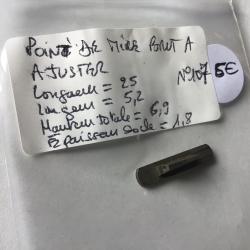 POINT DE MIRE BRUT A
AJUSTER
Longueur = 25
Largeur = 5,2
Hauteur totale = 6,9
Epaisseur socle = 1,8
N°107 5€